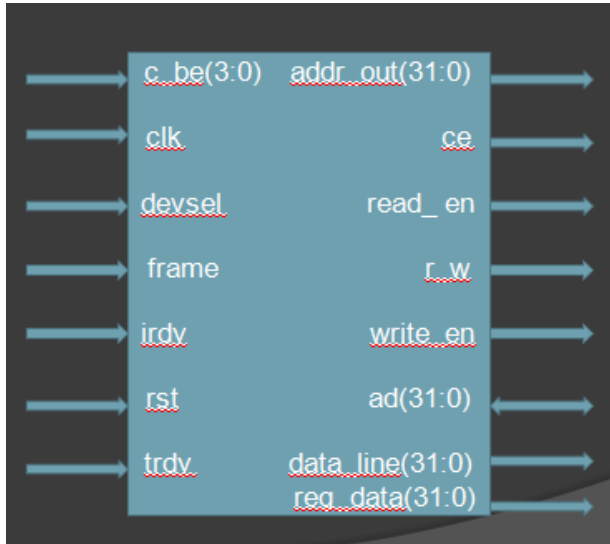 c_be(3:0) addr_out(31:0)
clk ce
devsel read_ en
frame r_w
irdy write_en
rst ad(31:0)
trdy data_line(31:0)
reg_data(31:0)